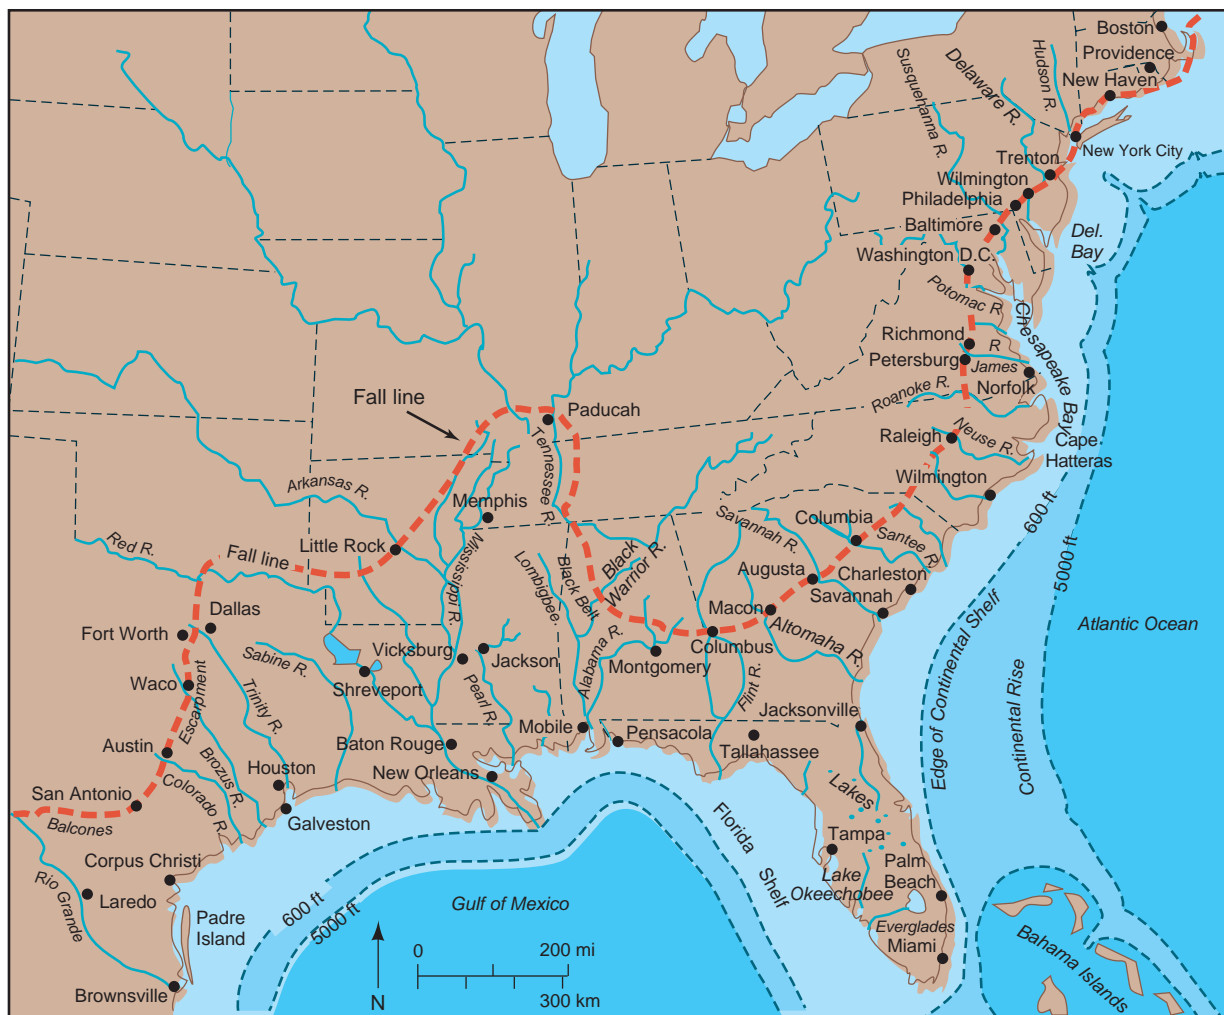 Boston
Providence
New Haven
Hudson R.
Delaware R.
Susquehanna R.
New York City
Trenton
Wilmington
Philadelphia
Baltimore
Del.
Bay
Washington D.C.
Potomac R
Chesapeake Bay
Richmond
R
Petersburg
James
Norfolk
Roanoke R.
Fall line
Paducah
Raleigh
Neuse R.
Cape
Hatteras
Tennessee R.
Arkansas R.
Memphis
Wilmington
600 ft
Mississippi R.
Savannah R.
Columbia
Santee R.
Red R.
Fall line
Little Rock
Lombigbee.
Black Belt
Black
Warrior R.
Augusta
Charleston
5000 ft
Savannah
Dallas
Fort Worth
Macon
Altomaha R.
Edge of Continental Shelf
Continental Rise
Atlantic Ocean
Vicksburg
Jackson
Alabama R.
Montgomery
Columbus
Sabine R.
Shreveport
Pearl R.
Flint R.
Waco
Escarpment
Trinity R.
Jacksonville
Austin
Brozus R.
Baton Rouge
Mobile
Pensacola
Tallahassee
Houston
New Orleans
San Antonio
Colorado R.
Balcones
Galveston
Lakes
Florida
Shelf
Tampa
Corpus Christi
Palm
Beach
Lake
Okeechobee
Rio Grande
Laredo
Padre
Island
600 ft
5000 ft
Gulf of Mexico
Everglades
Miami
Bahama Islands
0
200 mi
300 km
N
Brownsville